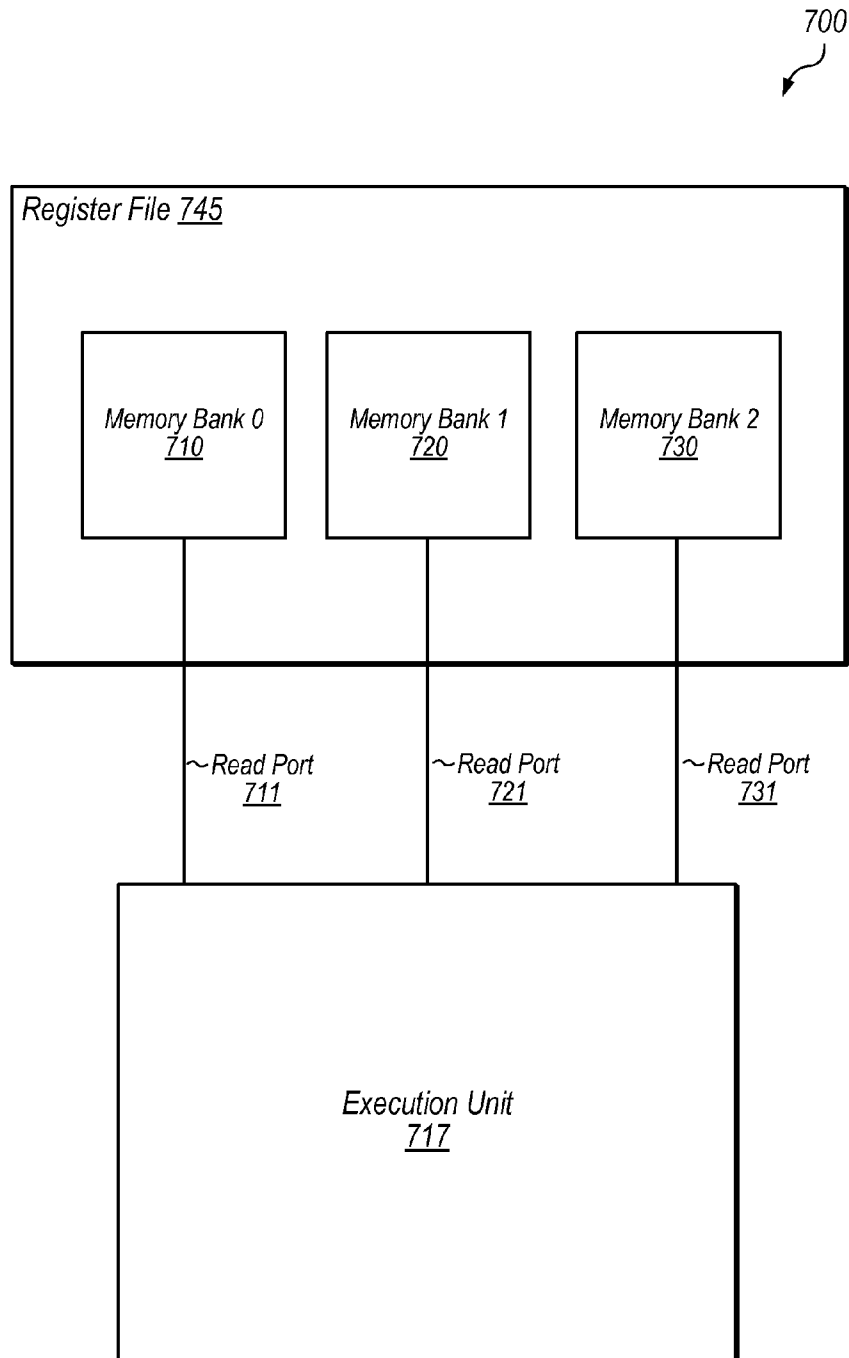 700
Register File 745
Memory Bank 0
710
Memory Bank 1
720
Memory Bank 2
730
~Read Port
711
~Read Port
721
~Read Port
731
Execution Unit
717